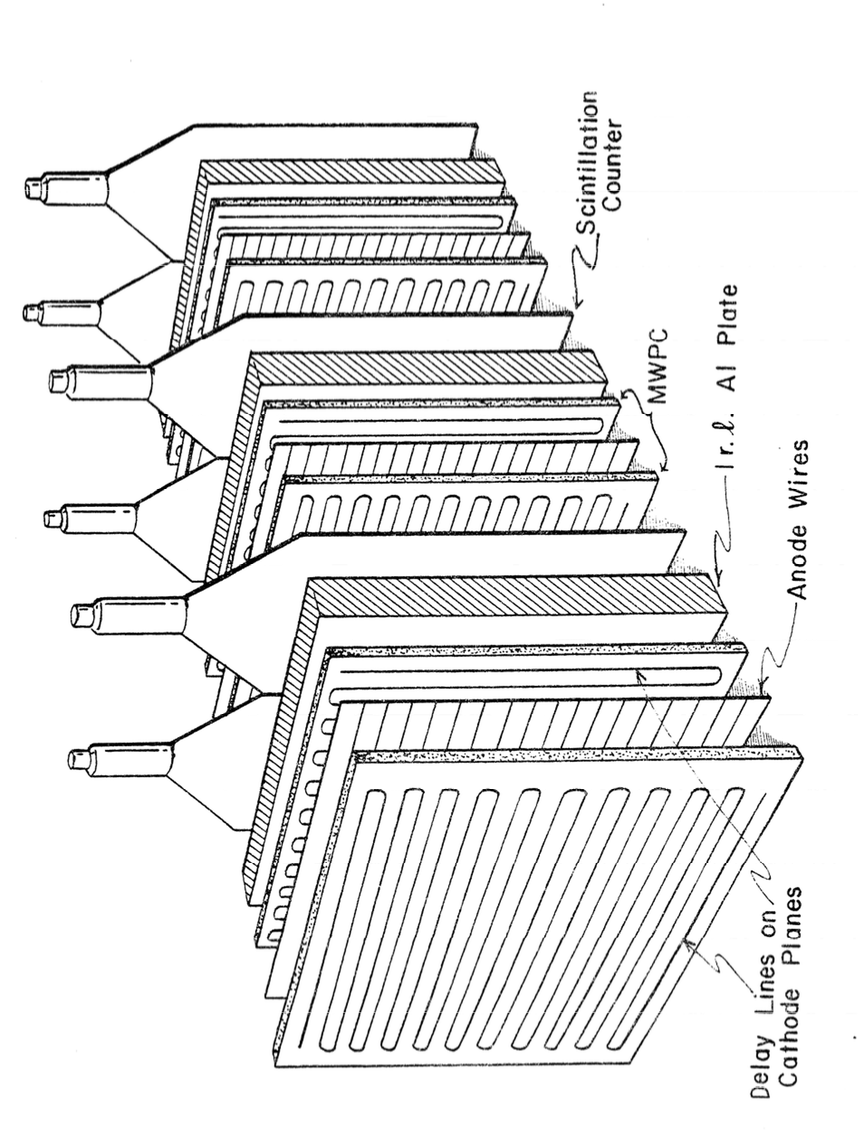 Scintillation
Counter
MWPC
1 r.ℓ. Al Plate
Anode Wires
Delay Lines on
Cathode Planes